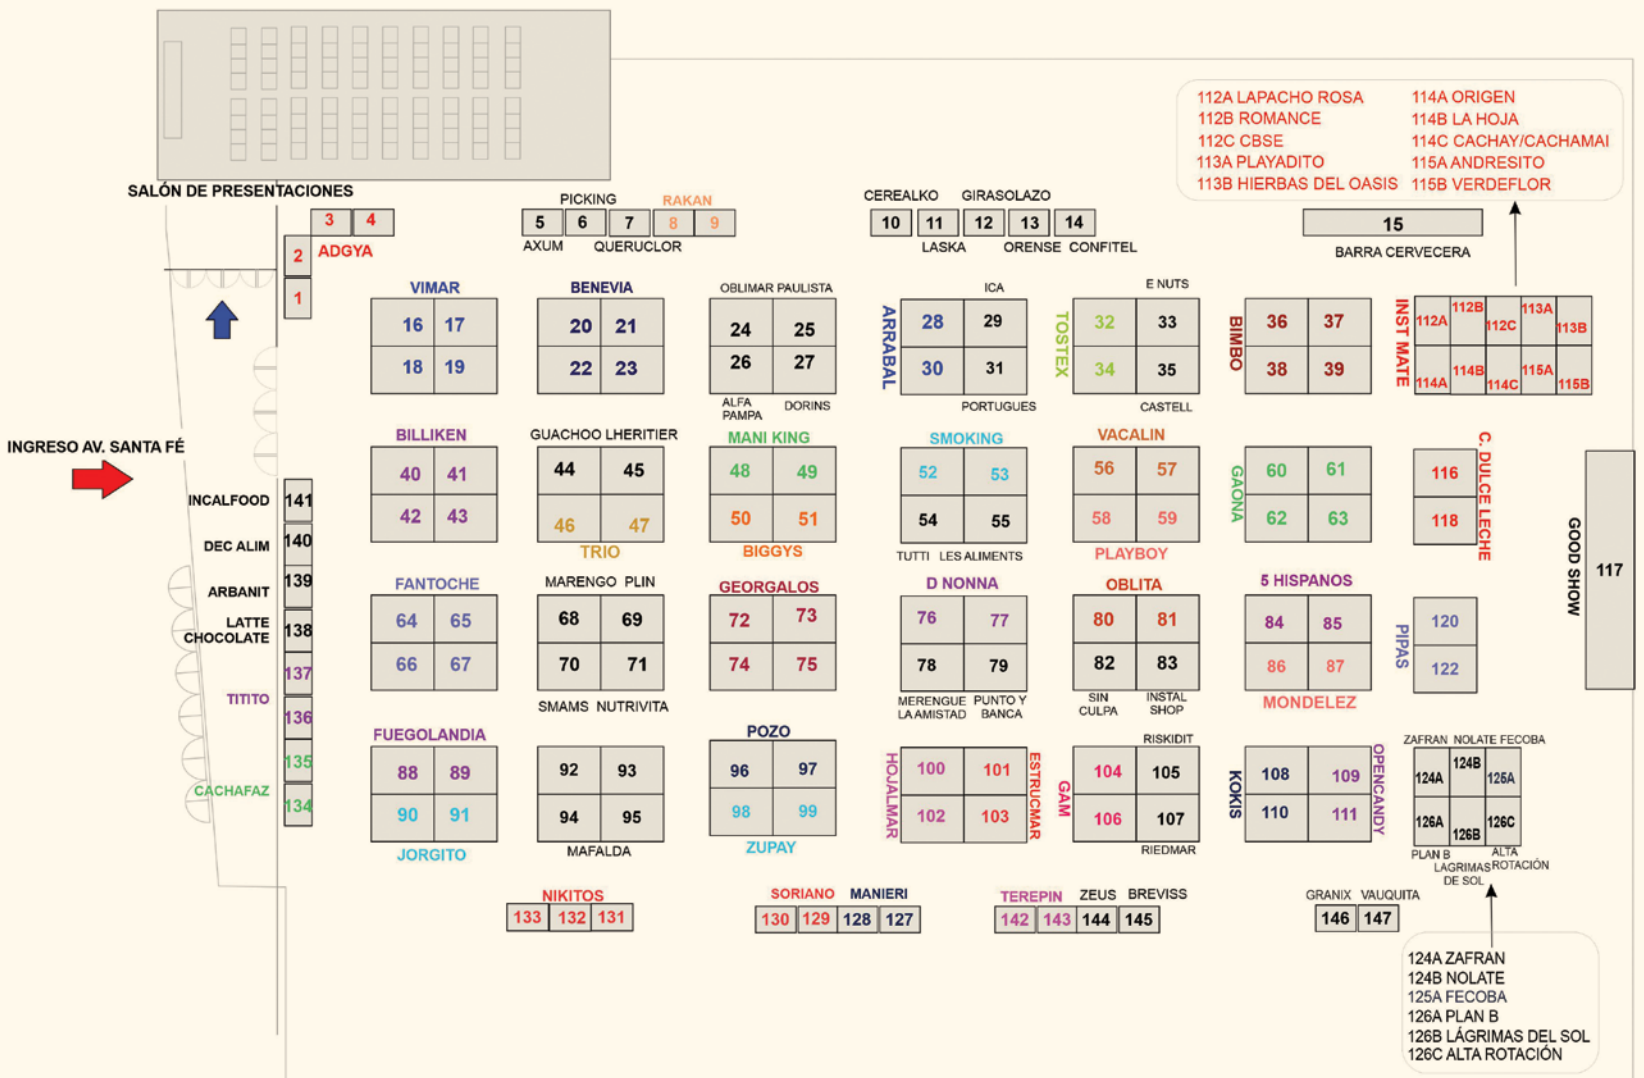 112A LAPACHO ROSA
112B ROMANCE
112C CBSE
113A PLAYADITO
113B HIERBAS DEL OASIS
114A ORIGEN
114B LA HOJA
114C CACHAY/CACHAMAI
115A ANDRESITO
115B VERDEFLOR
SALÓN DE PRESENTACIONES
3 4
ADGYA
2
1
PICKING RAKAN
5 6 7 8 9
AXUM QUERUCLOR
CEREALKO GIRASOLAZO
10 11 12 13 14
LASKA ORENSE CONFITEL
15
BARRA CERVECERA
VIMAR
16 17
18 19
BENEVIA
20 21
22 23
OBLIMAR PAULISTA
24 25
26 27
ALFA
PAMPA
DORINS
ARRABAL
ICA
28 29
30 31
PORTUGUES
TOSTEX
E NUTS
32 33
34 35
CASTELL
BIMBO
36 37
38 39
INST MATE
112A 112B 112C 113A 113B
114A 114B 114C 115A 115B
INGRESO AV. SANTA FÉ
BILLIKEN
40 41
42 43
GUACHOO LHERITIER
44 45
46 47
TRIO
MANI KING
48 49
50 51
BIGGYS
SMOKING
52 53
54 55
TUTTI LES ALIMENTS
VACALIN
56 57
58 59
PLAYBOY
GAONA
60 61
62 63
116
118
C. DULCE LECHE
GOOD SHOW
117
INCALFOOD 141
DEC ALIM 140
ARBANIT 139
LATTE
CHOCOLATE 138
137
TITITO
136
135
CACHAFAZ
134
FANTOCHE
64 65
66 67
MARENGO PLIN
68 69
70 71
SMAMS NUTRIVITA
GEORGALOS
72 73
74 75
D NONNA
76 77
78 79
MERENGUE
LA AMISTAD
PUNTO Y
BANCA
OBLITA
80 81
82 83
SIN
CULPA
INSTAL
SHOP
5 HISPANOS
84 85
86 87
MONDELEZ
PIPAS
120
122
FUEGOLANDIA
88 89
90 91
JORGITO
92 93
94 95
MAFALDA
POZO
96 97
98 99
ZUPAY
HOJALMAR
100 101
102 103
ESTRUCMAR
GAM
RISKIDIT
104 105
106 107
RIEDMAR
KOKIS
108 109
110 111
OPENCANDY
ZAFRAN NOLATE FECOBA
124A 124B 125A
126A 126B 126C
PLAN B
LAGRIMAS
DE SOL
ALTA
ROTACIÓN
NIKITOS
133 132 131
SORIANO MANIERI
130 129 128 127
TEREPIN ZEUS BREVISS
142 143 144 145
GRANIX VAUQUITA
146 147
124A ZAFRAN
124B NOLATE
125A FECOBA
126A PLAN B
126B LÁGRIMAS DEL SOL
126C ALTA ROTACIÓN